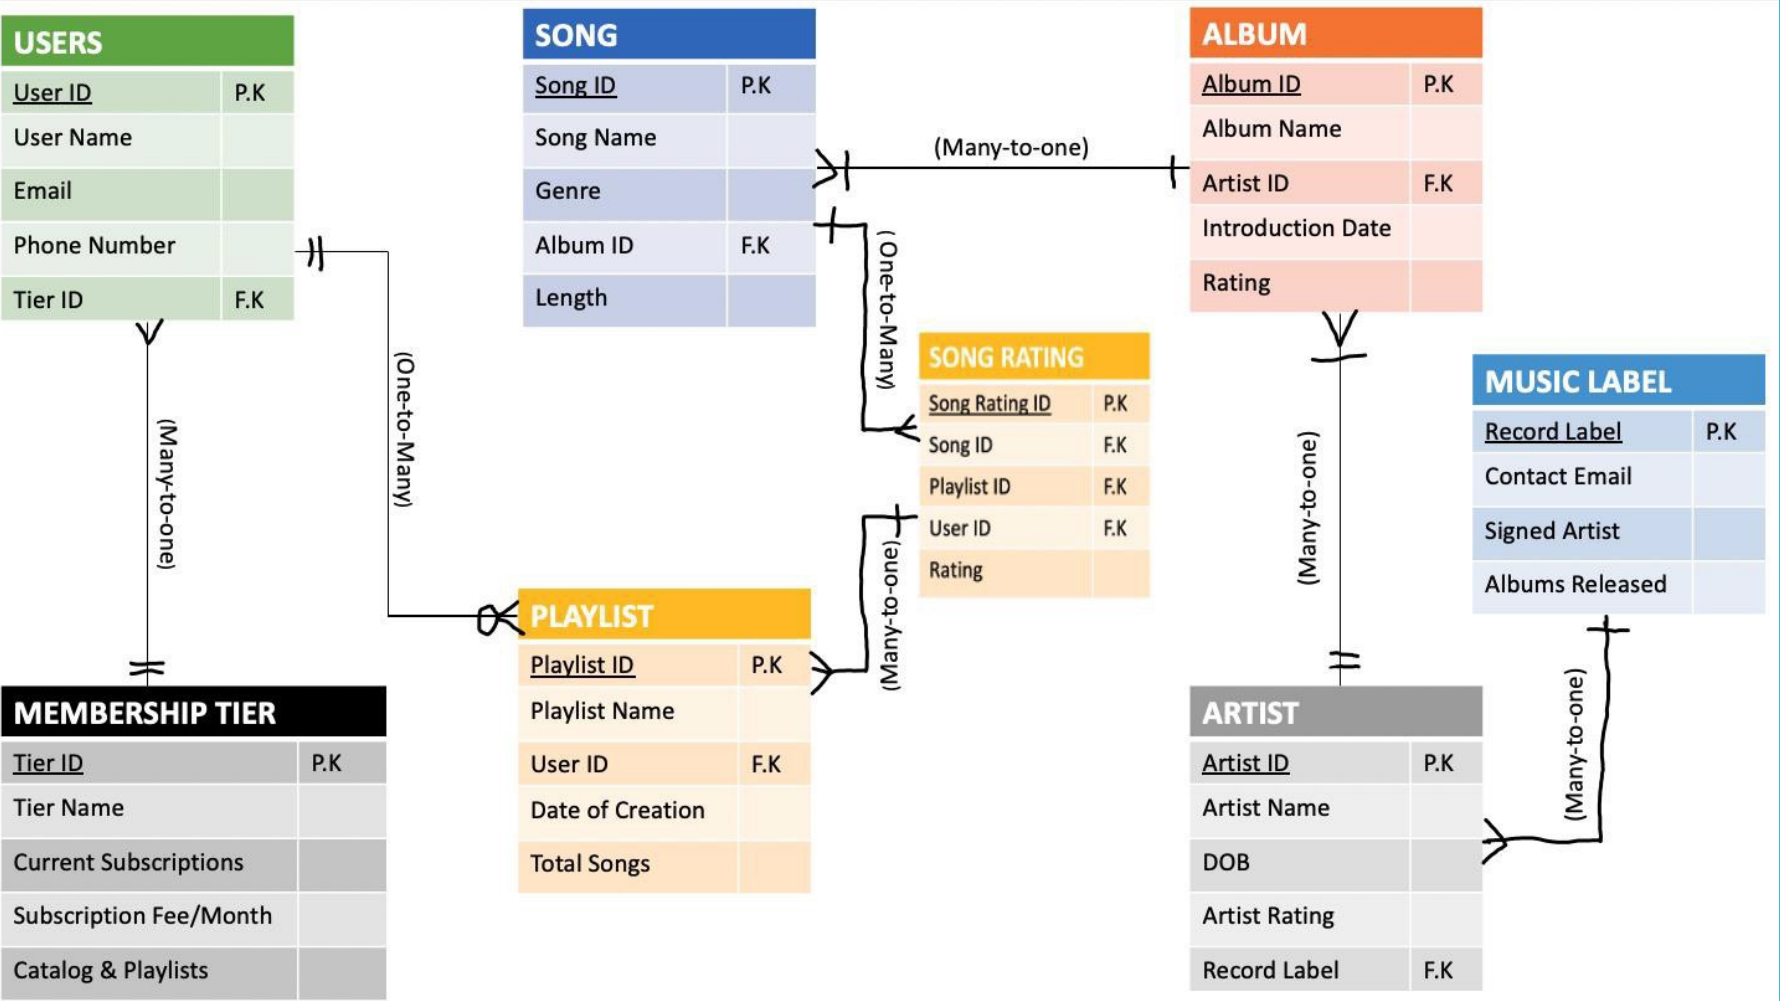 USERS
User ID P.K
User Name
Email
Phone Number
Tier ID F.K
SONG
Song ID P.K
Song Name
Genre
Album ID F.K
Length
ALBUM
Album ID P.K
Album Name
Artist ID F.K
Introduction Date
Rating
(Many-to-one)
(One-to-Many)
SONG RATING
Song Rating ID P.K
Song ID F.K
Playlist ID F.K
User ID F.K
Rating
MUSIC LABEL
Record Label P.K
Contact Email
Signed Artist
Albums Released
(Many-to-one)
(One-to-Many)
(Many-to-one)
(Many-to-one)
(Many-to-one)
MEMBERSHIP TIER
Tier ID P.K
Tier Name
Current Subscriptions
Subscription Fee/Month
Catalog & Playlists
PLAYLIST
Playlist ID P.K
Playlist Name
User ID F.K
Date of Creation
Total Songs
ARTIST
Artist ID P.K
Artist Name
DOB
Artist Rating
Record Label F.K